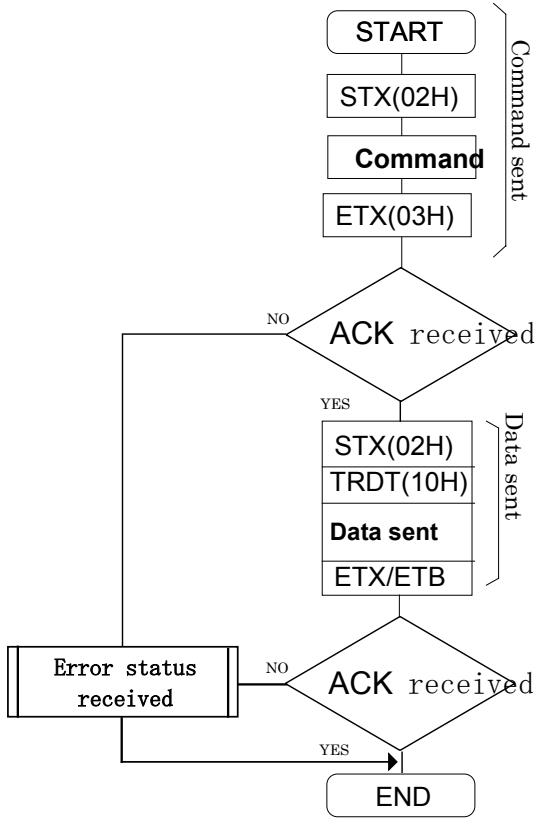 START
STX(02H)
Command
ETX(03H)
Command sent
ACK received
NO
YES
STX(02H)
TRDT(10H)
Data sent
ETX/ETB
Data sent
ACK received
NO
Error status
received
YES
END